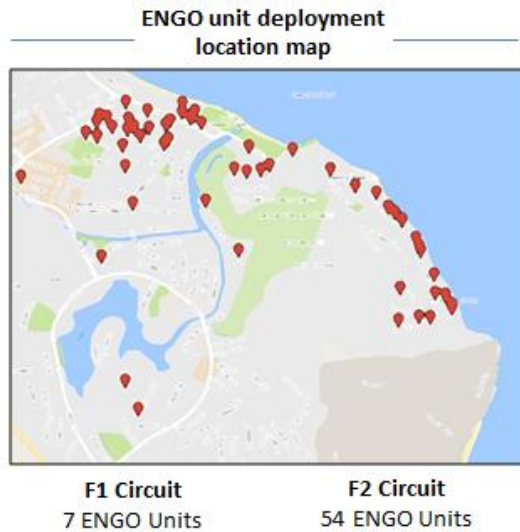 ENGO unit deployment
location map
F1 Circuit
7 ENGO Units
F2 Circuit
54 ENGO Units